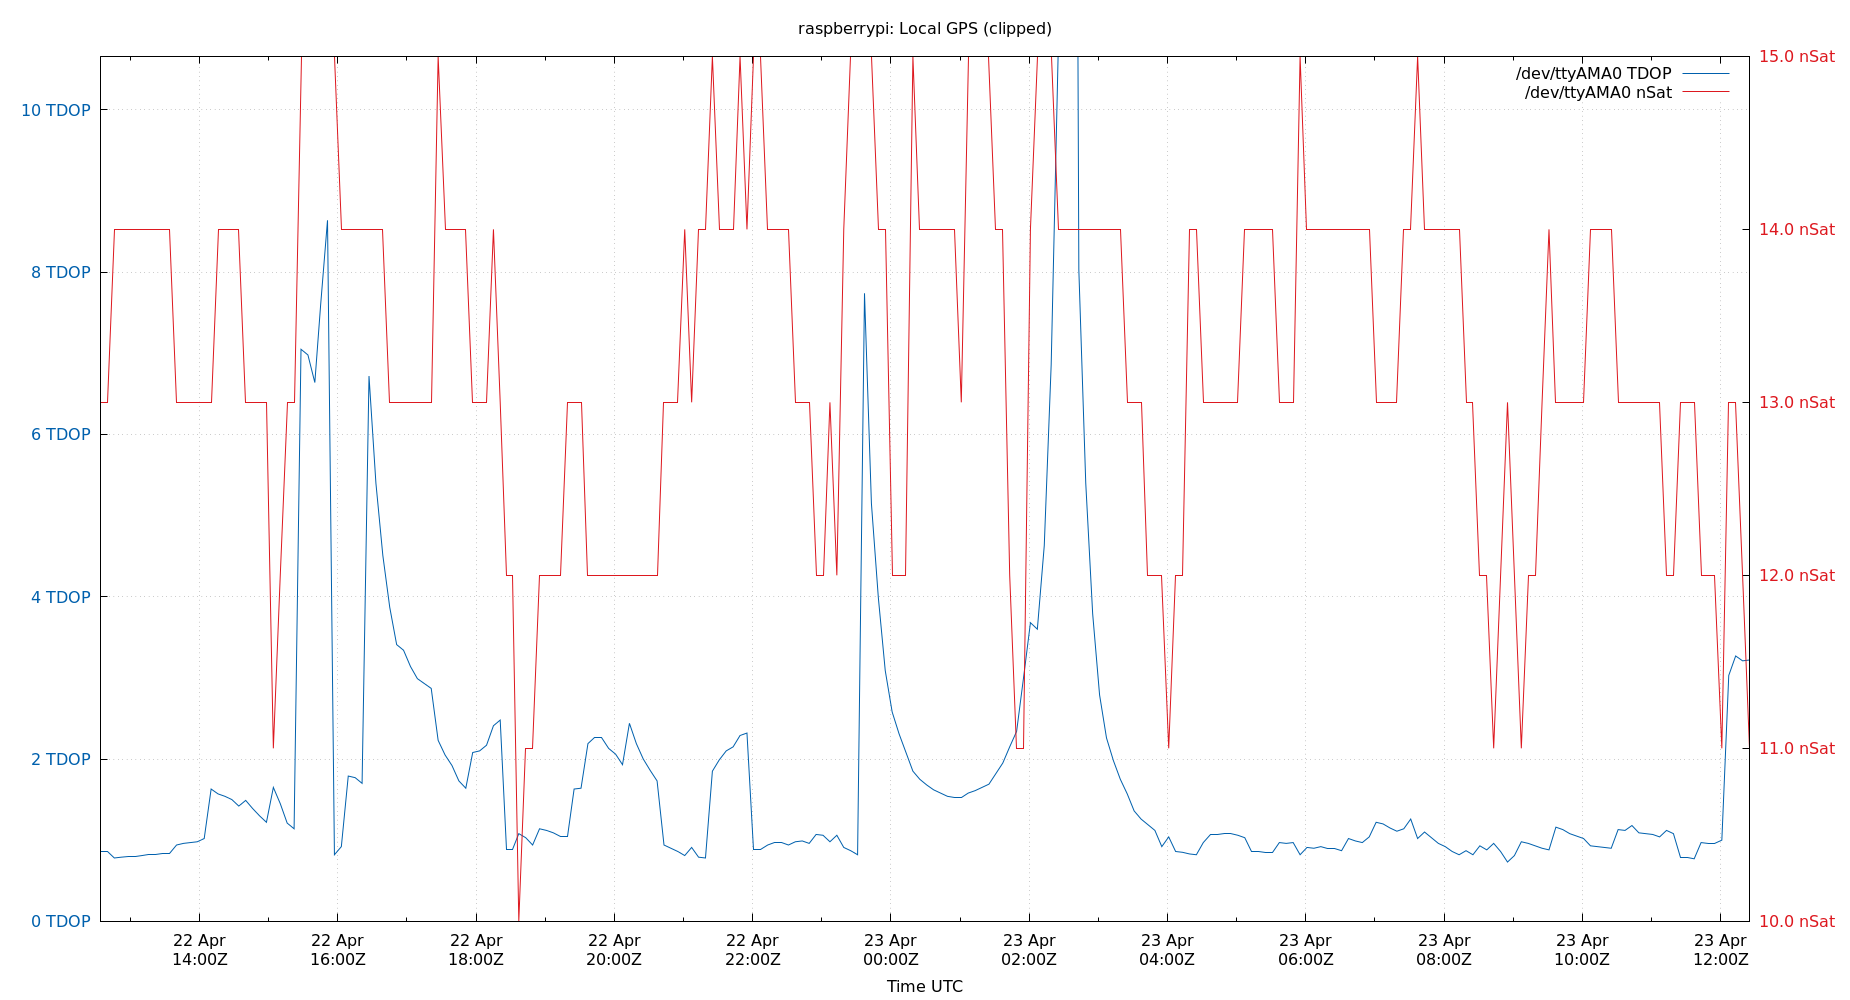 raspberrypi: Local GPS (clipped)
/dev/ttyAMA0 TDOP
/dev/ttyAMA0 nSat
10 TDOP
8 TDOP
6 TDOP
4 TDOP
2 TDOP
0 TDOP
15.0 nSat
14.0 nSat
13.0 nSat
12.0 nSat
11.0 nSat
10.0 nSat
22 Apr
14:00Z
22 Apr
16:00Z
22 Apr
18:00Z
22 Apr
20:00Z
22 Apr
22:00Z
23 Apr
00:00Z
23 Apr
02:00Z
23 Apr
04:00Z
23 Apr
06:00Z
23 Apr
08:00Z
23 Apr
10:00Z
23 Apr
12:00Z
Time UTC